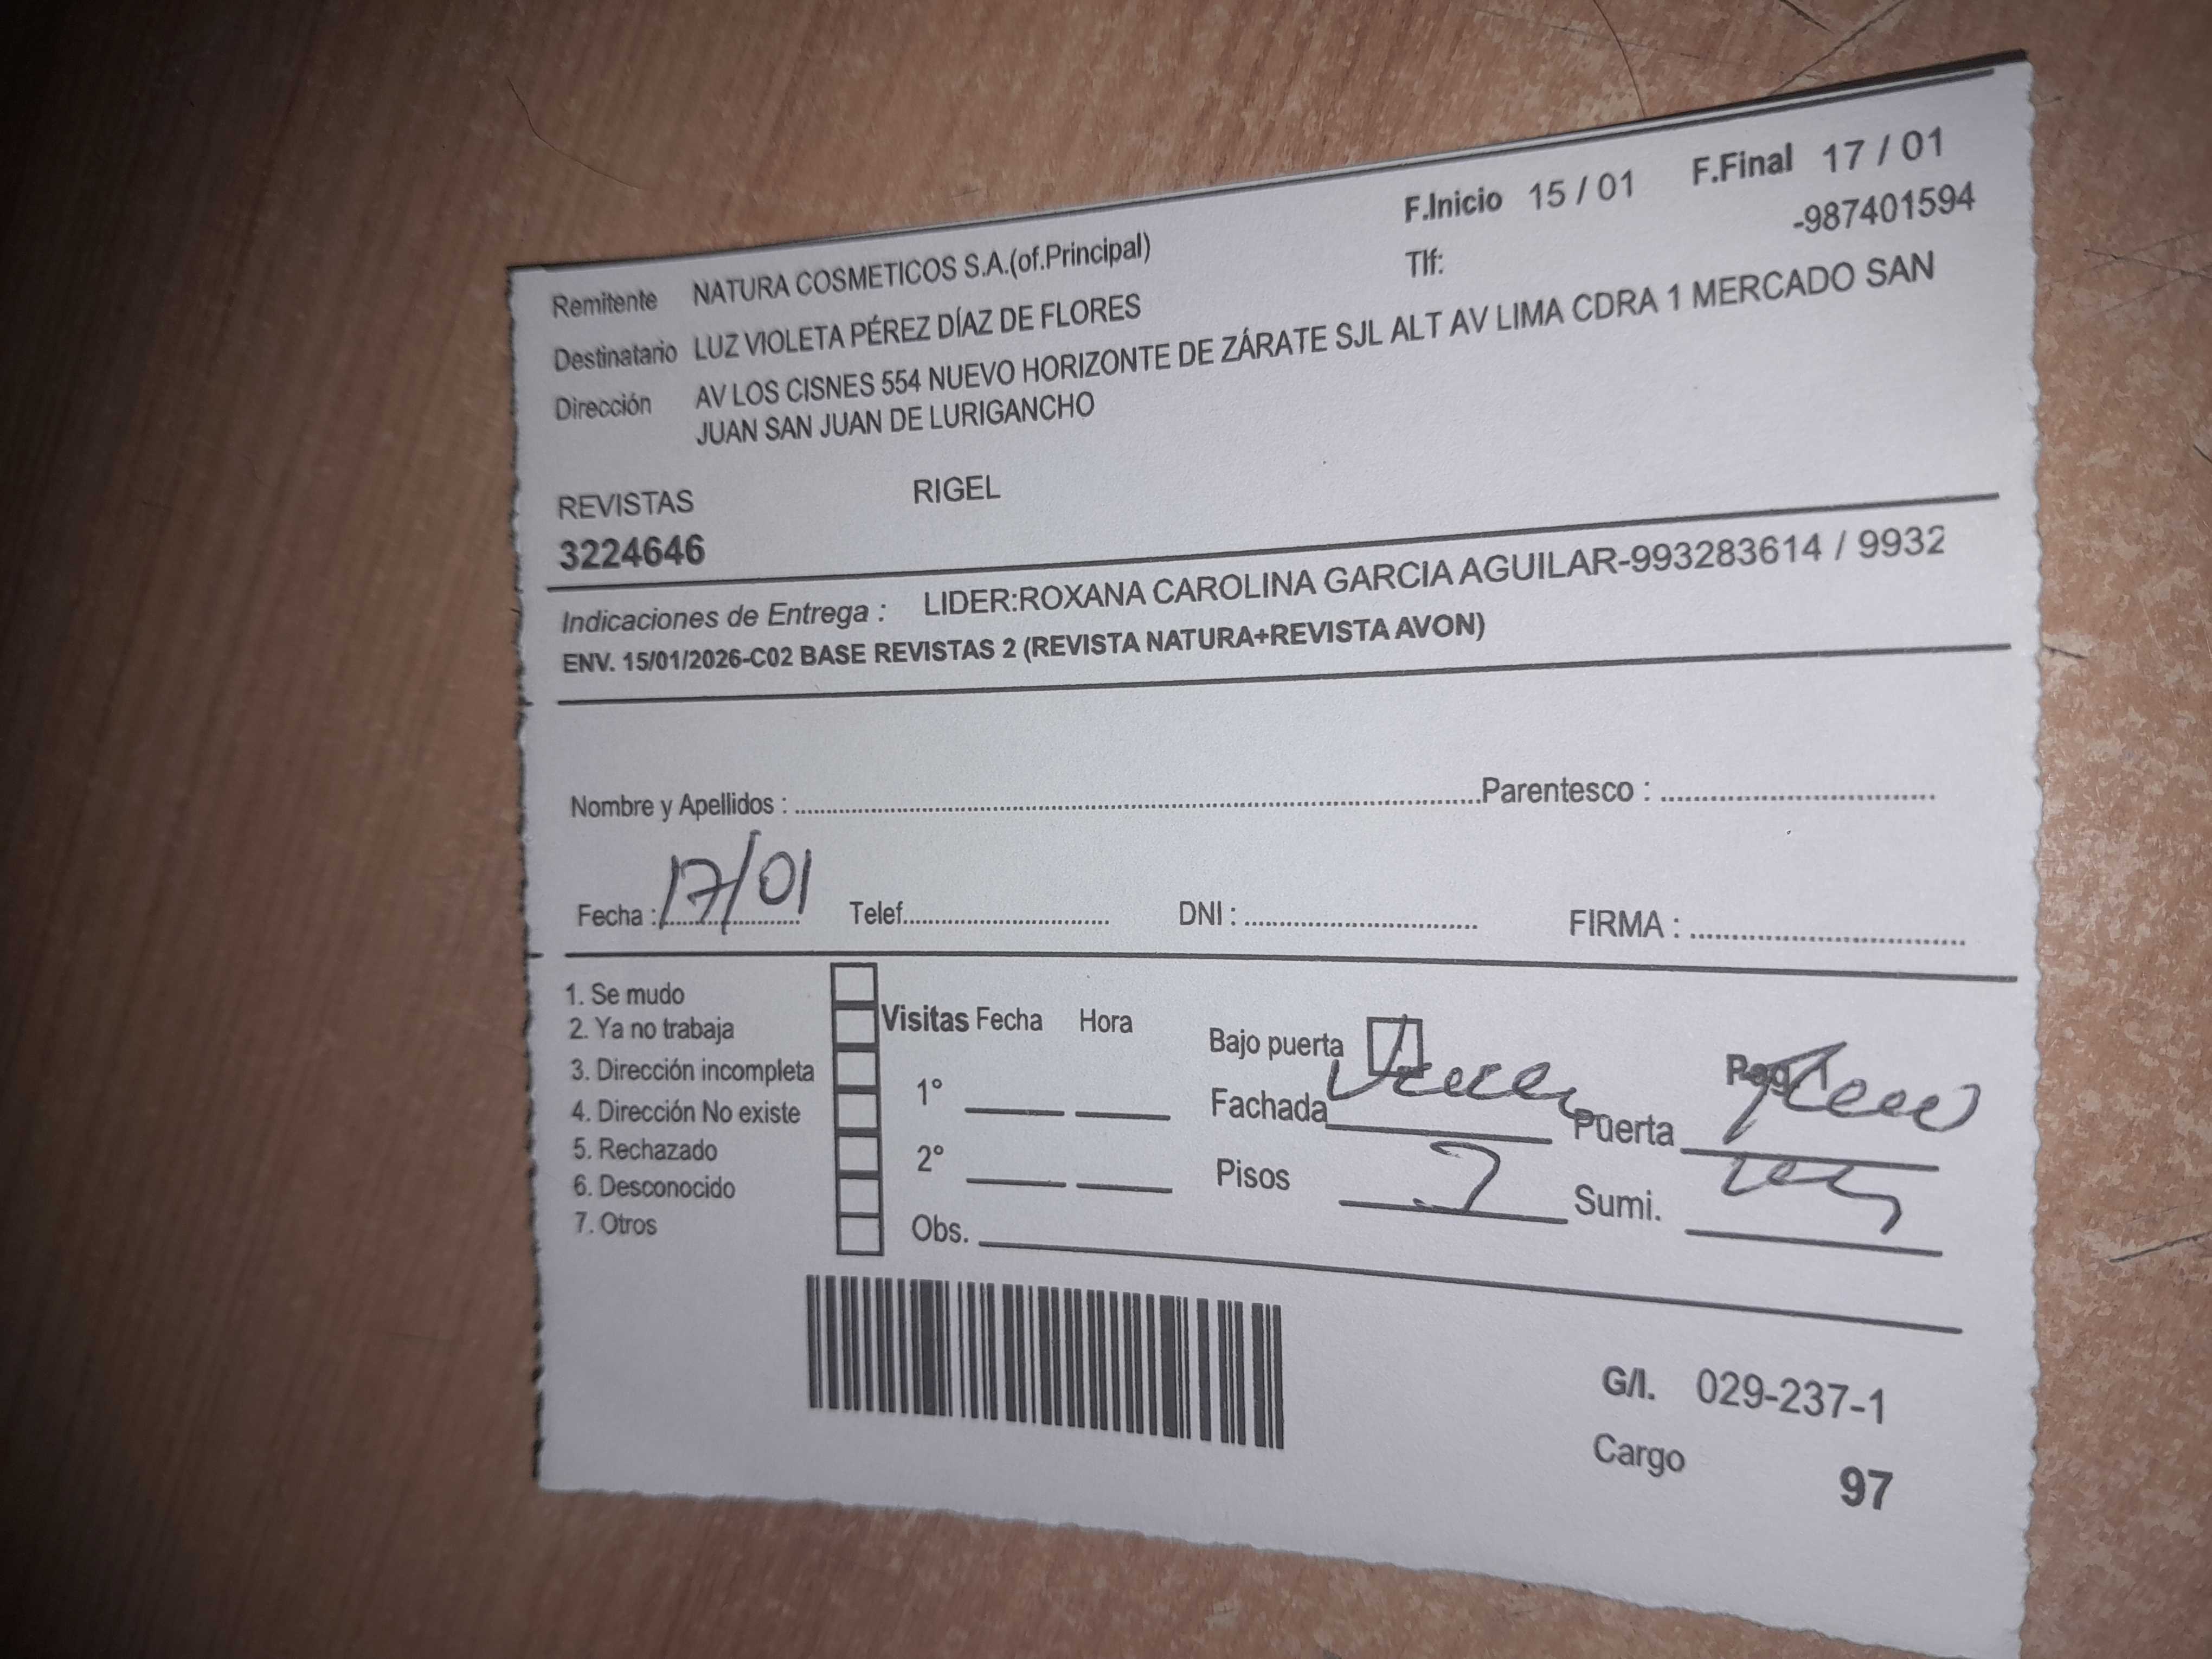 F.Inicio 15 / 01 F.Final 17 / 01
Remitente NATURA COSMETICOS S.A.(of.Principal) Tlf: -987401594
Destinatario LUZ VIOLETA PÉREZ DÍAZ DE FLORES
Dirección AV LOS CISNES 554 NUEVO HORIZONTE DE ZÁRATE SJL ALT AV LIMA CDRA 1 MERCADO SAN
JUAN SAN JUAN DE LURIGANCHO
REVISTAS RIGEL
3224646
Indicaciones de Entrega : LIDER:ROXANA CAROLINA GARCIA AGUILAR-993283614 / 9932
ENV. 15/01/2026-C02 BASE REVISTAS 2 (REVISTA NATURA+REVISTA AVON)
Nombre y Apellidos : Parentesco :
Fecha : 17/01 Telef. DNI : FIRMA :
1. Se mudo
2. Ya no trabaja
3. Dirección incompleta
4. Dirección No existe
5. Rechazado
6. Desconocido
7. Otros
Visitas Fecha Hora
1°
2°
Obs.
Bajo puerta
Fachada Puerta
Pisos Sumi.
G/I. 029-237-1
Cargo 97